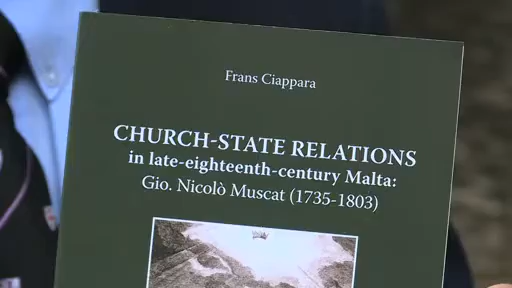 Frans Ciappara
CHURCH-STATE RELATIONS
in late-eighteenth-century Malta:
Gio. Nicolò Muscat (1735-1803)